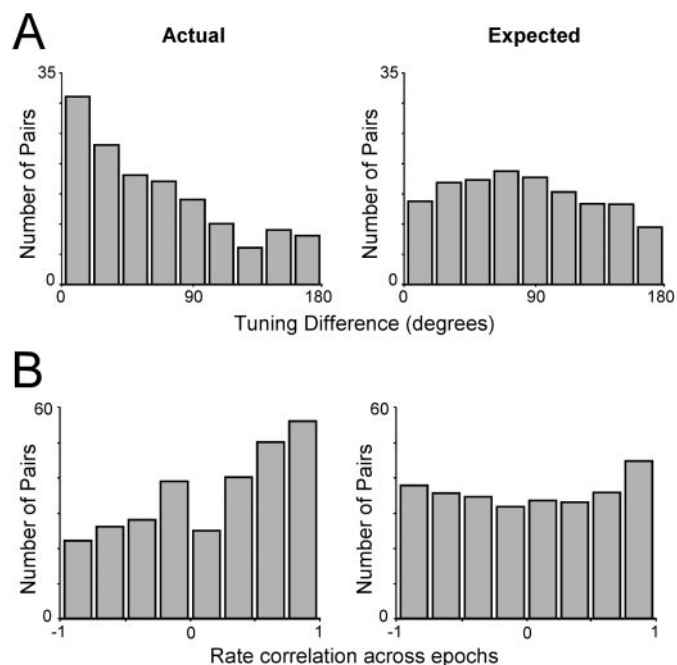 A
Actual
Expected
35
Number of Pairs
0
0
90
180
35
Number of Pairs
0
0
90
180
Tuning Difference (degrees)
B
60
Number of Pairs
0
-1
0
1
60
Number of Pairs
0
-1
0
1
Rate correlation across epochs